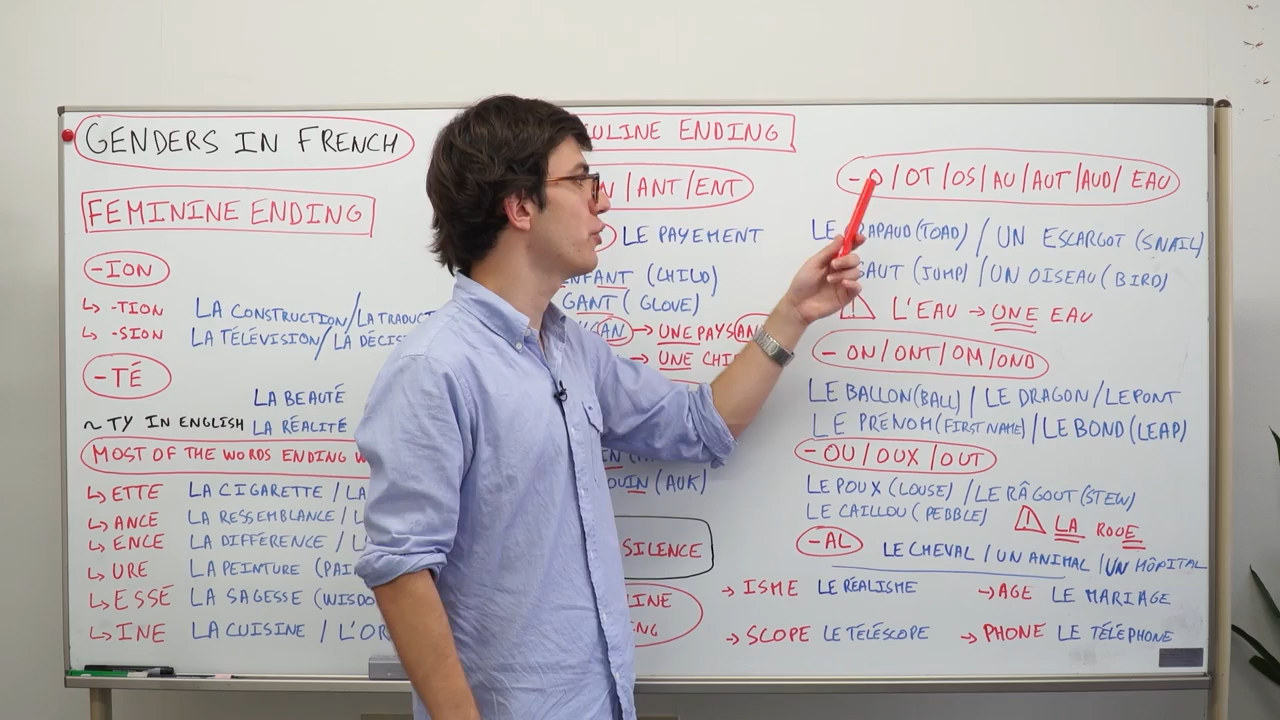 GENDERS IN FRENCH
FEMININE ENDING
-ION
↳ -TION LA CONSTRUCTION/LA TRADUCT
↳ -SION LA TÉLÉVISION/LA DÉCIS
-TÉ
LA BEAUTÉ
~ TY IN ENGLISH LA RÉALITÉ
MOST OF THE WORDS ENDING W
↳ ETTE LA CIGARETTE / LA
↳ ANCE LA RESSEMBLANCE /
↳ ENCE LA DIFFÉRENCE /
↳ URE LA PEINTURE (PAI
↳ ESSE LA SAGESSE (WISDO
↳ INE LA CUISINE / L'OR
ULINE ENDING
N / ANT / ENT
LE PAYEMENT
ENFANT (CHILD)
GANT (GLOVE)
AN → UNE PAYSAN
→ UNE CHI
OUIN (AUK)
SILENCE
INE
NG
-O / OT / OS / AU / AUT / AUD / EAU
LE RAPAUD (TOAD) / UN ESCARGOT (SNAIL)
SAUT (JUMP) / UN OISEAU (BIRD)
L'EAU → UNE EAU
-ON / ONT / OM / OND
LE BALLON (BALL) / LE DRAGON / LE PONT
LE PRÉNOM (FIRST NAME) / LE BOND (LEAP)
-OU / OUX / OUT
LE POUX (LOUSE) / LE RÂGOUT (STEW)
LE CAILLOU (PEBBLE) ! LA ROUE
-AL LE CHEVAL / UN ANIMAL / UN HÔPITAL
→ ISME LE RÉALISME → AGE LE MARIAGE
→ SCOPE LE TÉLÉSCOPE → PHONE LE TÉLÉPHONE